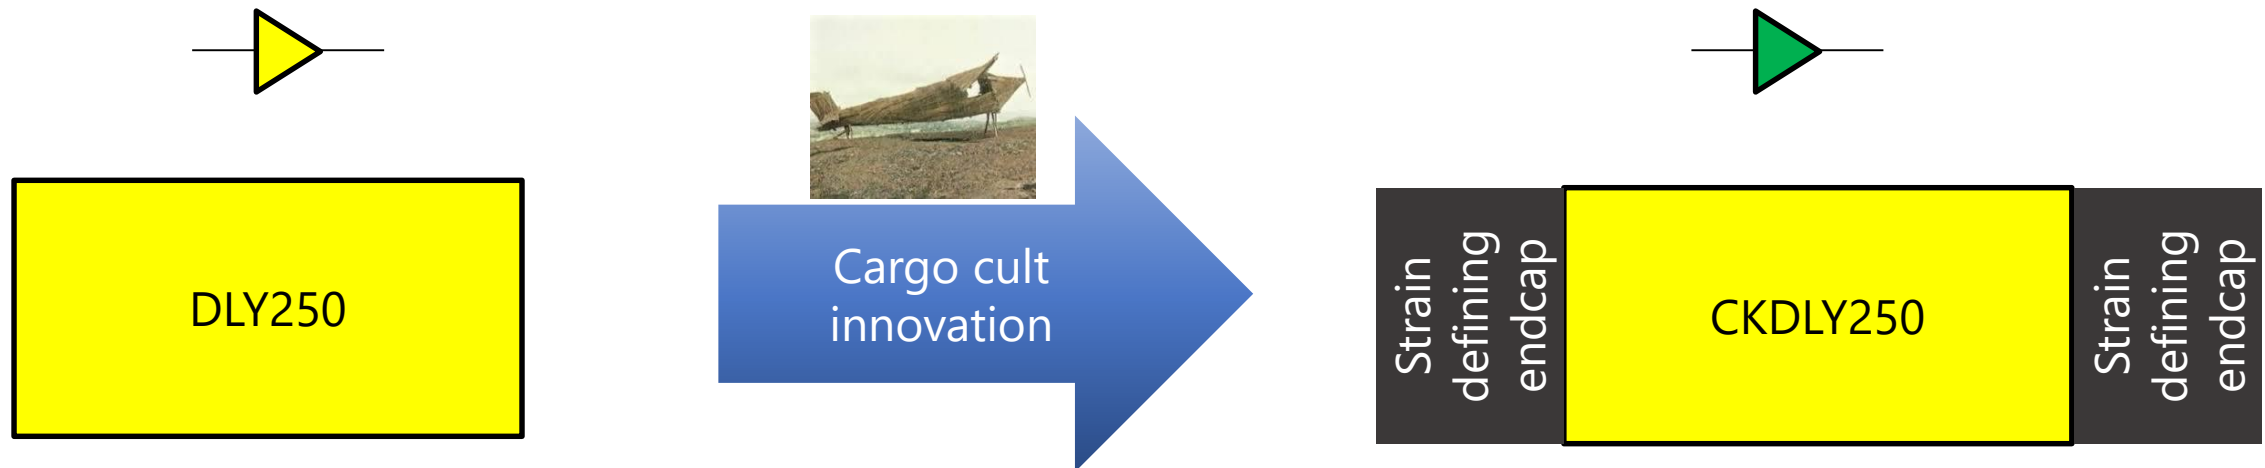 DLY250
Cargo cult
innovation
Strain
defining
endcap
CKDLY250
Strain
defining
endcap